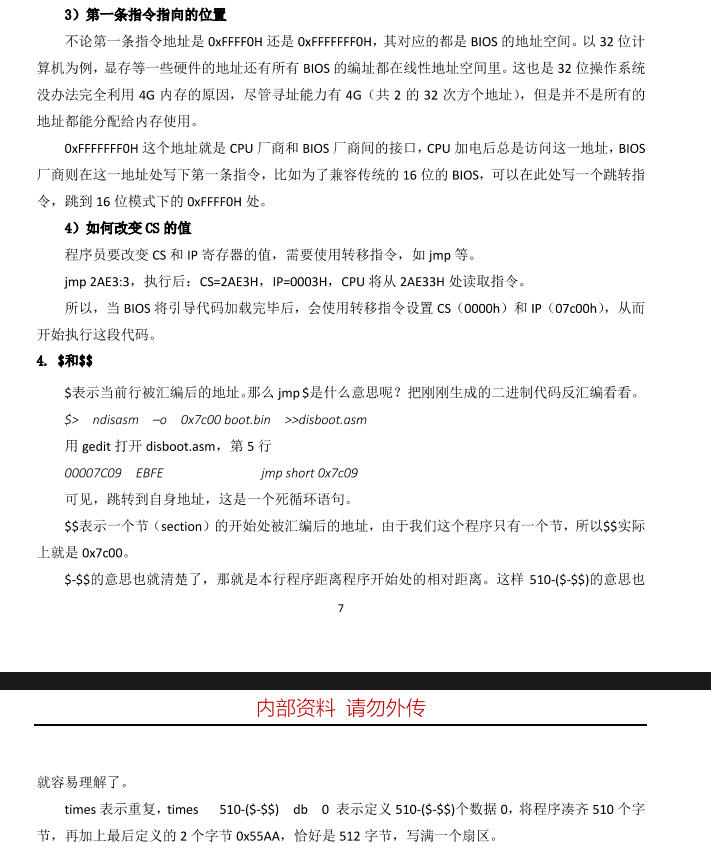 3）第一条指令指向的位置
不论第一条指令地址是 0xFFFF0H 还是 0xFFFFFFF0H，其对应的都是 BIOS 的地址空间。以 32 位计
算机为例，显存等一些硬件的地址还有所有 BIOS 的编址都在线性地址空间里。这也是 32 位操作系统
没办法完全利用 4G 内存的原因，尽管寻址能力有 4G（共 2 的 32 次方个地址），但是并不是所有的
地址都能分配给内存使用。
0xFFFFFFF0H 这个地址就是 CPU 厂商和 BIOS 厂商间的接口，CPU 加电后总是访问这一地址，BIOS
厂商则在这一地址处写下第一条指令，比如为了兼容传统的 16 位的 BIOS，可以在此处写一个跳转指
令，跳到 16 位模式下的 0xFFFF0H 处。
4）如何改变 CS 的值
程序员要改变 CS 和 IP 寄存器的值，需要使用转移指令，如 jmp 等。
jmp 2AE3:3，执行后：CS=2AE3H，IP=0003H，CPU 将从 2AE33H 处读取指令。
所以，当 BIOS 将引导代码加载完毕后，会使用转移指令设置 CS（0000h）和 IP（07c00h），从而
开始执行这段代码。
4. $和$$
$表示当前行被汇编后的地址。那么 jmp $是什么意思呢？把刚刚生成的二进制代码反汇编看看。
$> ndisasm –o 0x7c00 boot.bin >>disboot.asm
用 gedit 打开 disboot.asm，第 5 行
00007C09 EBFE jmp short 0x7c09
可见，跳转到自身地址，这是一个死循环语句。
$$表示一个节（section）的开始处被汇编后的地址，由于我们这个程序只有一个节，所以$$实际
上就是 0x7c00。
$-$$的意思也就清楚了，那就是本行程序距离程序开始处的相对距离。这样 510-($-$$)的意思也
7
内部资料 请勿外传
就容易理解了。
times 表示重复，times 510-($-$$) db 0 表示定义 510-($-$$)个数据 0，将程序凑齐 510 个字
节，再加上最后定义的 2 个字节 0x55AA，恰好是 512 字节，写满一个扇区。